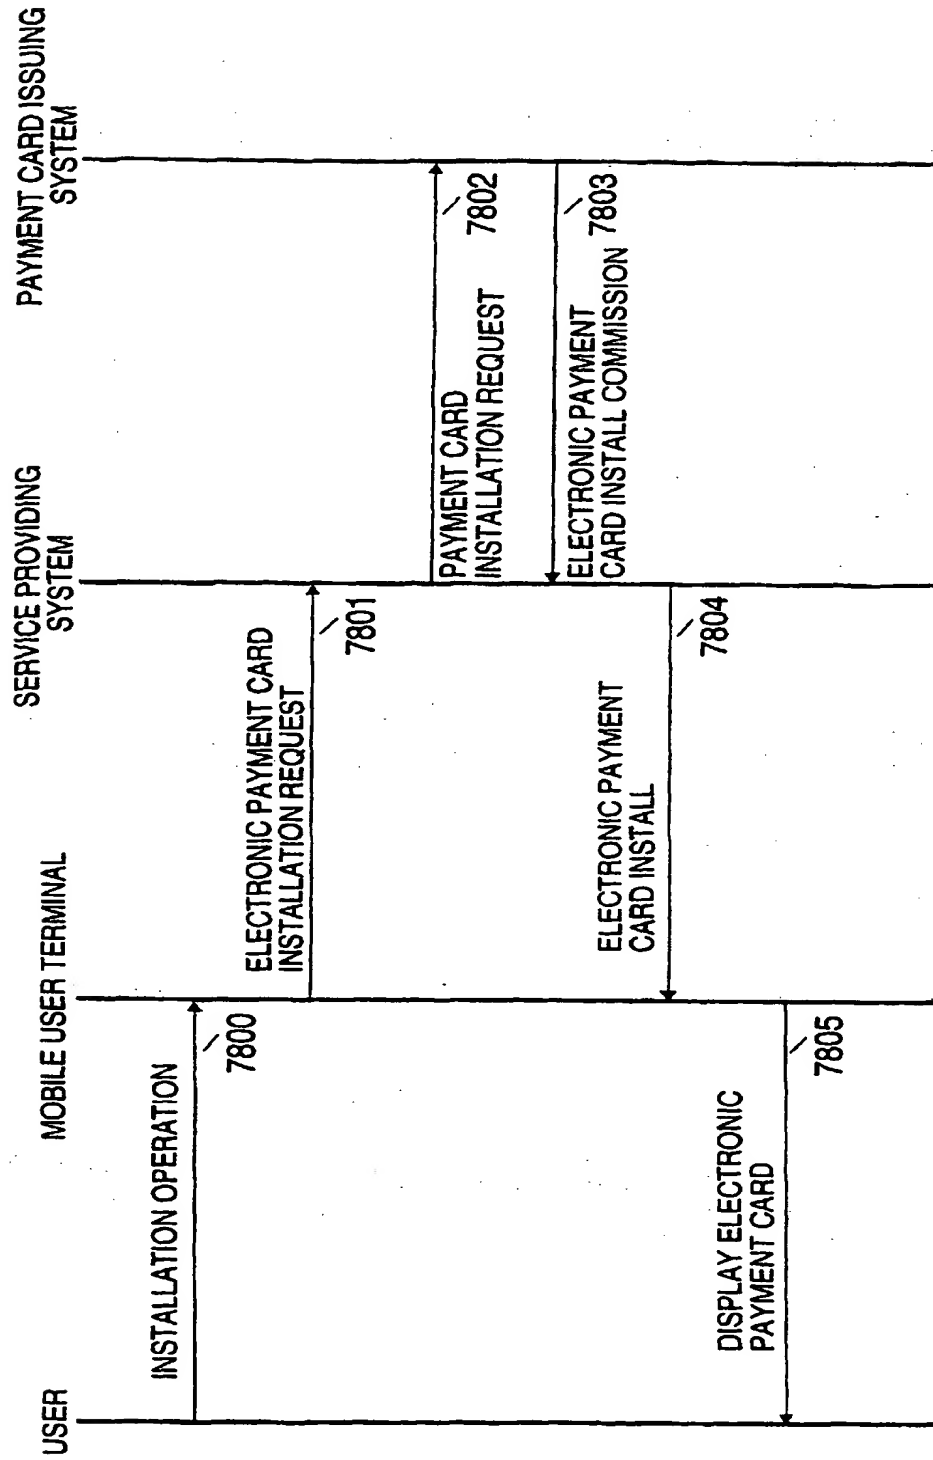 USER
MOBILE USER TERMINAL
SERVICE PROVIDING
SYSTEM
PAYMENT CARD ISSUING
SYSTEM
INSTALLATION OPERATION
7800
ELECTRONIC PAYMENT CARD
INSTALLATION REQUEST
7801
PAYMENT CARD
INSTALLATION REQUEST
7802
ELECTRONIC PAYMENT
CARD INSTALL COMMISSION
7803
ELECTRONIC PAYMENT
CARD INSTALL
7804
DISPLAY ELECTRONIC
PAYMENT CARD
7805